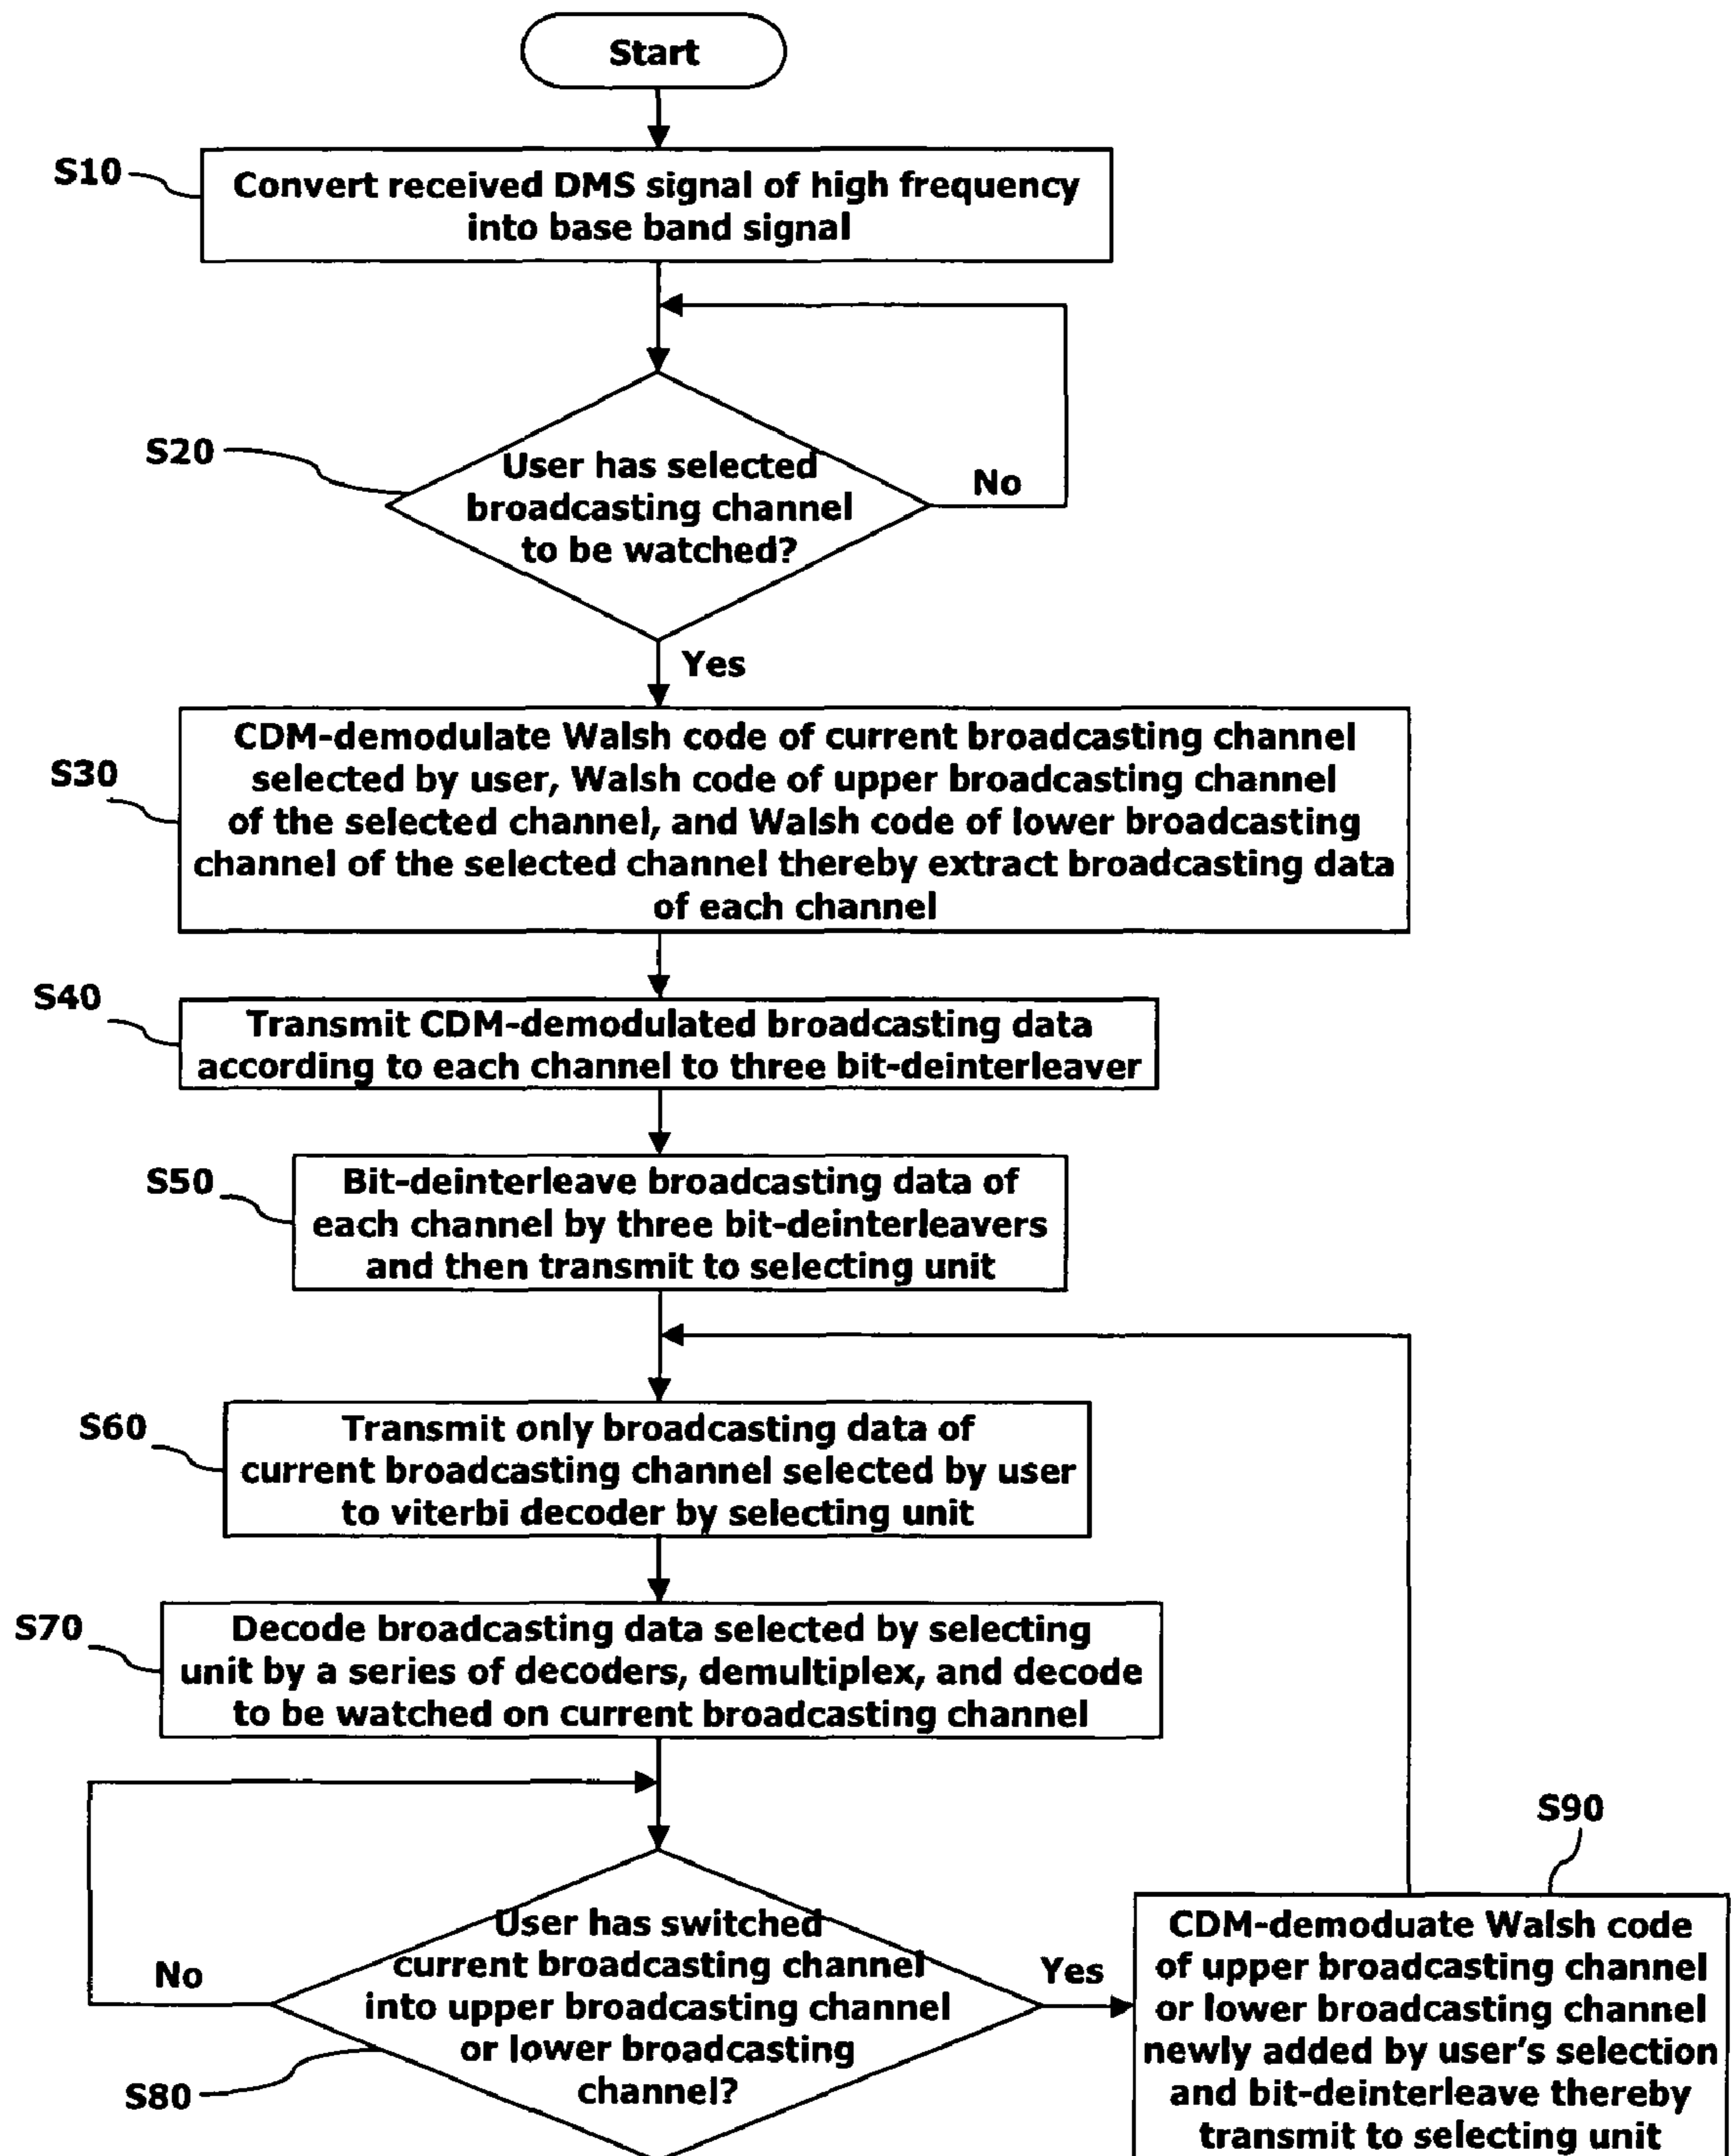 Start
S10
Convert received DMS signal of high frequency
into base band signal
S20
User has selected
broadcasting channel
to be watched?
No
Yes
S30
CDM-demodulate Walsh code of current broadcasting channel
selected by user, Walsh code of upper broadcasting channel
of the selected channel, and Walsh code of lower broadcasting
channel of the selected channel thereby extract broadcasting data
of each channel
S40
Transmit CDM-demodulated broadcasting data
according to each channel to three bit-deinterleaver
S50
Bit-deinterleave broadcasting data of
each channel by three bit-deinterleavers
and then transmit to selecting unit
S60
Transmit only broadcasting data of
current broadcasting channel selected by user
to viterbi decoder by selecting unit
S70
Decode broadcasting data selected by selecting
unit by a series of decoders, demultiplex, and decode
to be watched on current broadcasting channel
S80
User has switched
current broadcasting channel
into upper broadcasting channel
or lower broadcasting
channel?
No
Yes
S90
CDM-demoduate Walsh code
of upper broadcasting channel
or lower broadcasting channel
newly added by user's selection
and bit-deinterleave thereby
transmit to selecting unit